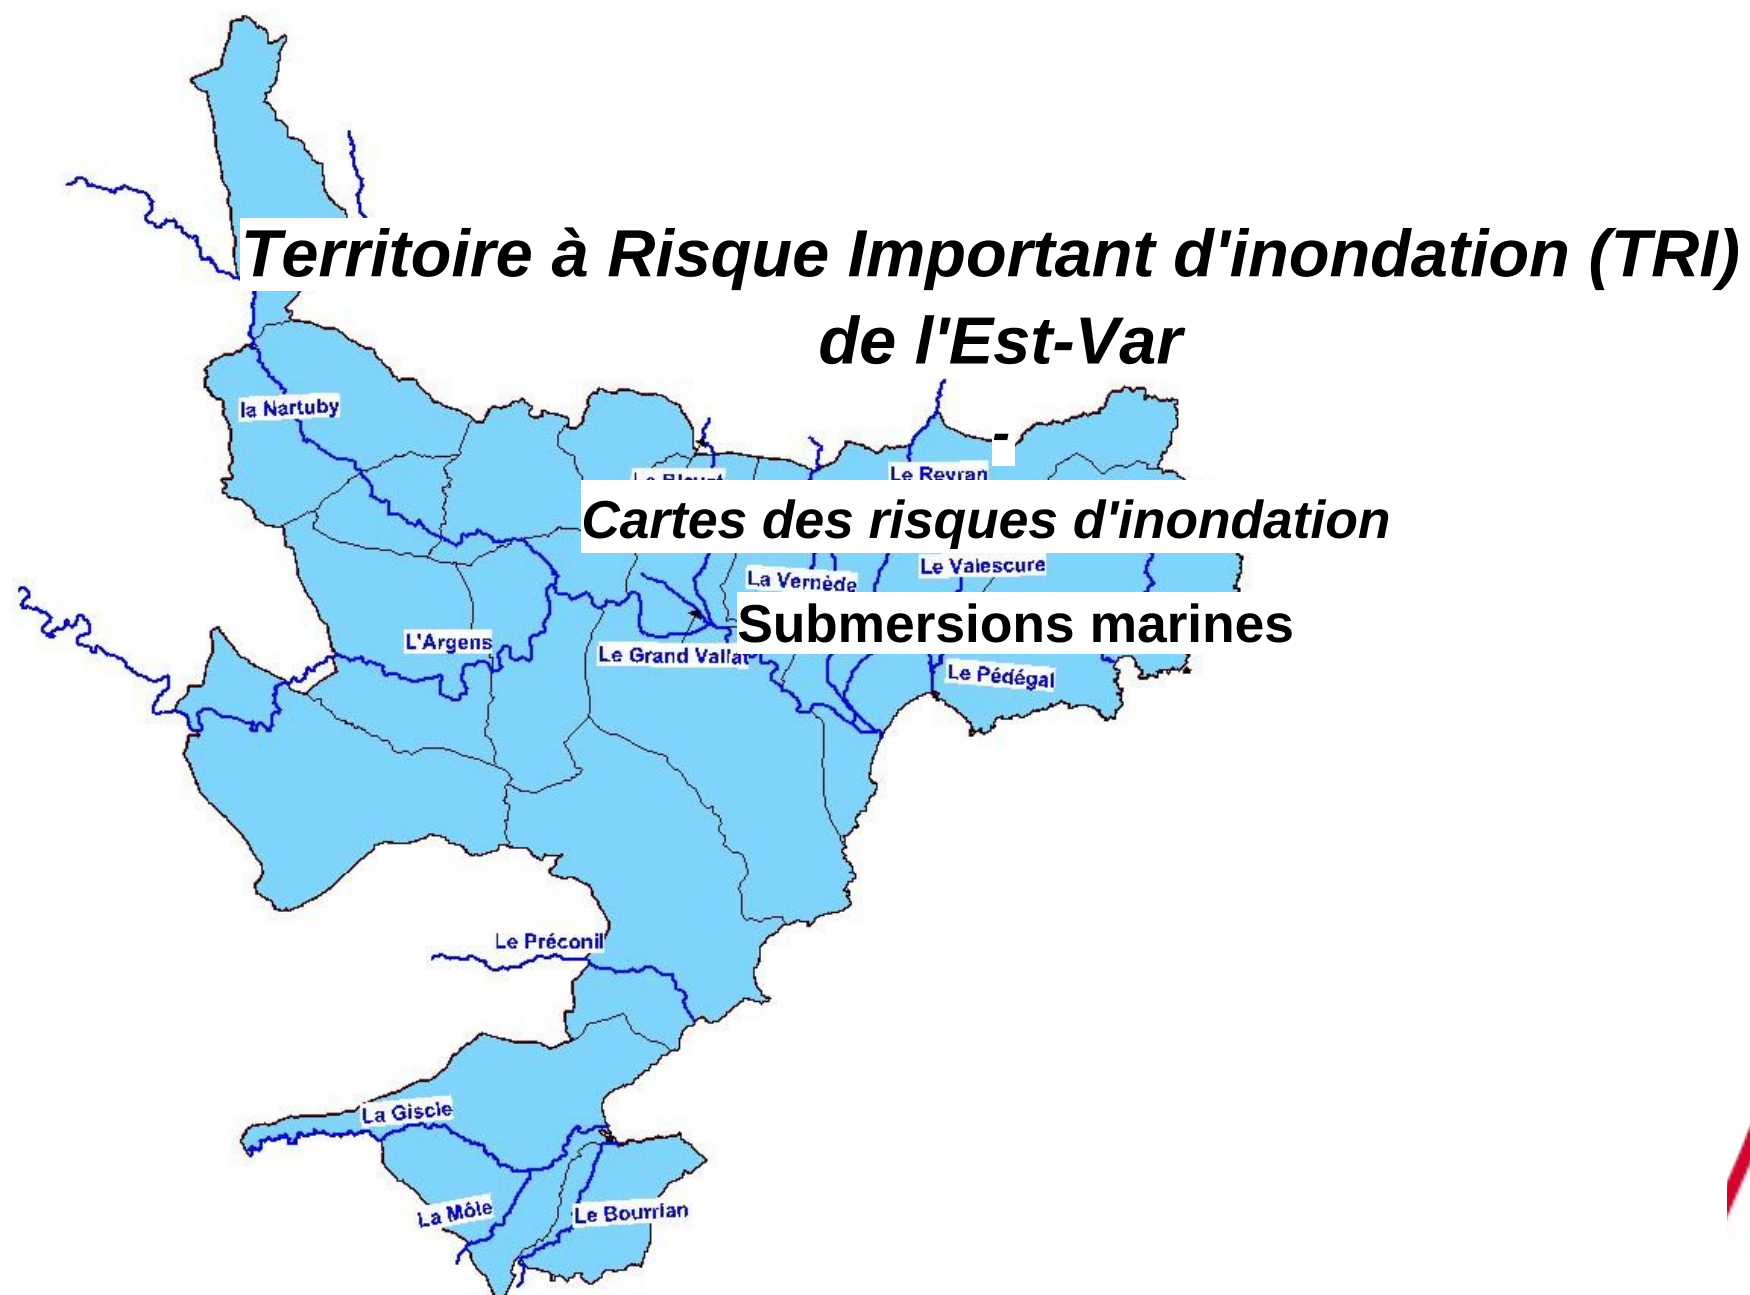 Territoire à Risque Important d'inondation (TRI)
de l'Est-Var
la Nartuby
-
Le Reyran
Cartes des risques d'inondation
Le Valescure
La Vernède
Submersions marines
L'Argens
Le Grand Vallat
Le Pédégal
Le Préconil
La Giscle
La Môle
Le Bourrian